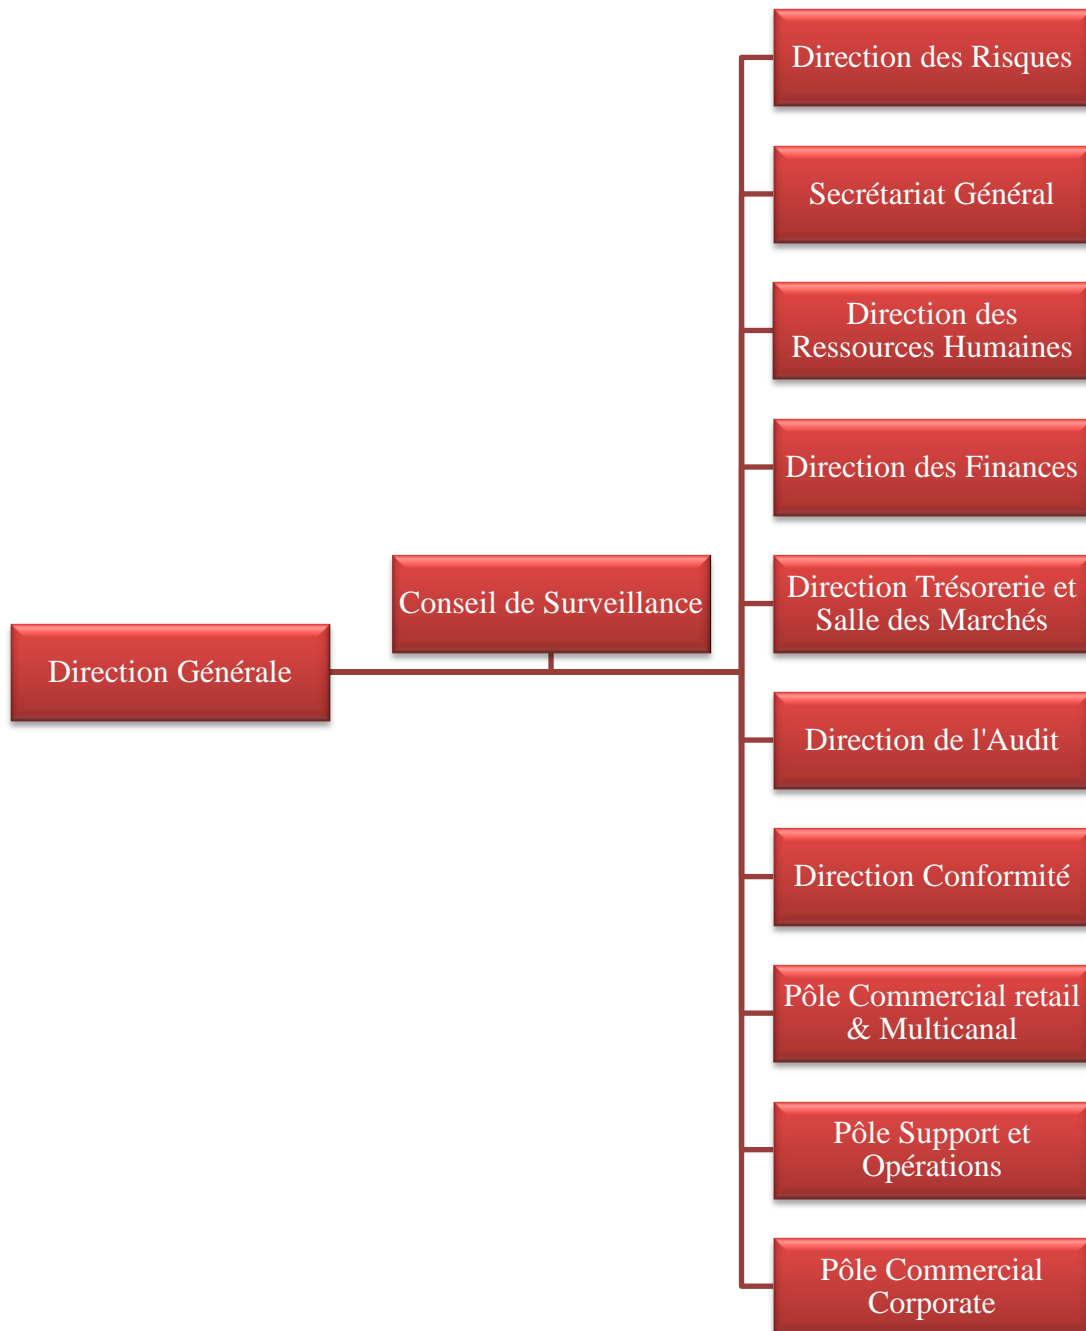 Direction Générale
Conseil de Surveillance
Direction des Risques
Secrétariat Général
Direction des
Ressources Humaines
Direction des Finances
Direction Trésorerie et
Salle des Marchés
Direction de l'Audit
Direction Conformité
Pôle Commercial retail
& Multicanal
Pôle Support et
Opérations
Pôle Commercial
Corporate